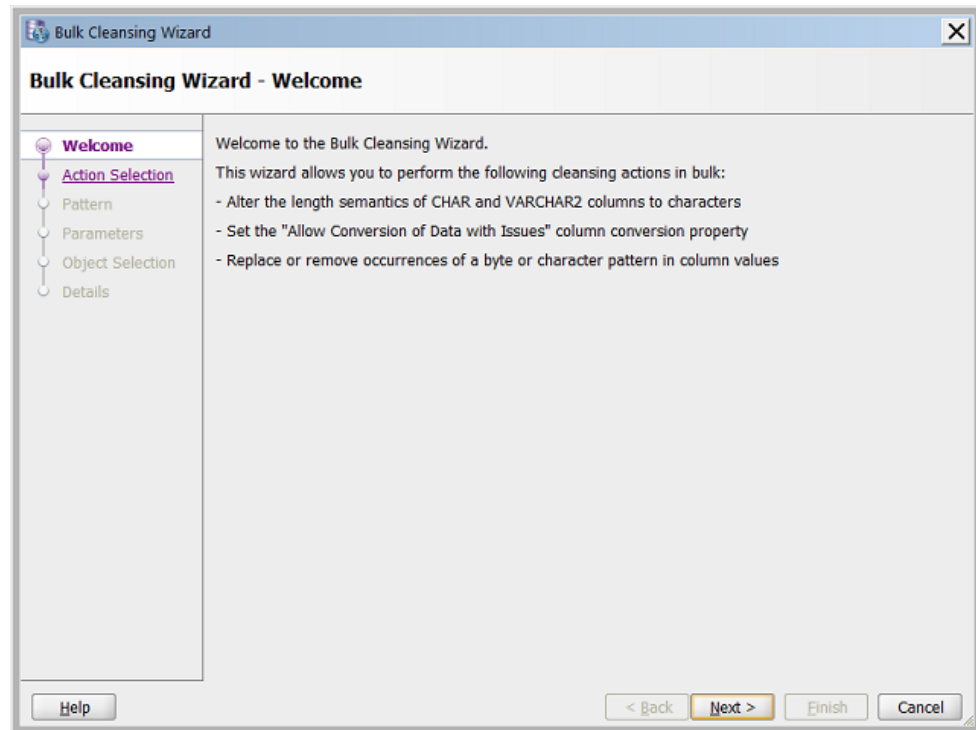 Bulk Cleansing Wizard
Bulk Cleansing Wizard - Welcome
Welcome
Action Selection
Pattern
Parameters
Object Selection
Details
Welcome to the Bulk Cleansing Wizard.
This wizard allows you to perform the following cleansing actions in bulk:
- Alter the length semantics of CHAR and VARCHAR2 columns to characters
- Set the "Allow Conversion of Data with Issues" column conversion property
- Replace or remove occurrences of a byte or character pattern in column values
Help
< Back
Next >
Finish
Cancel